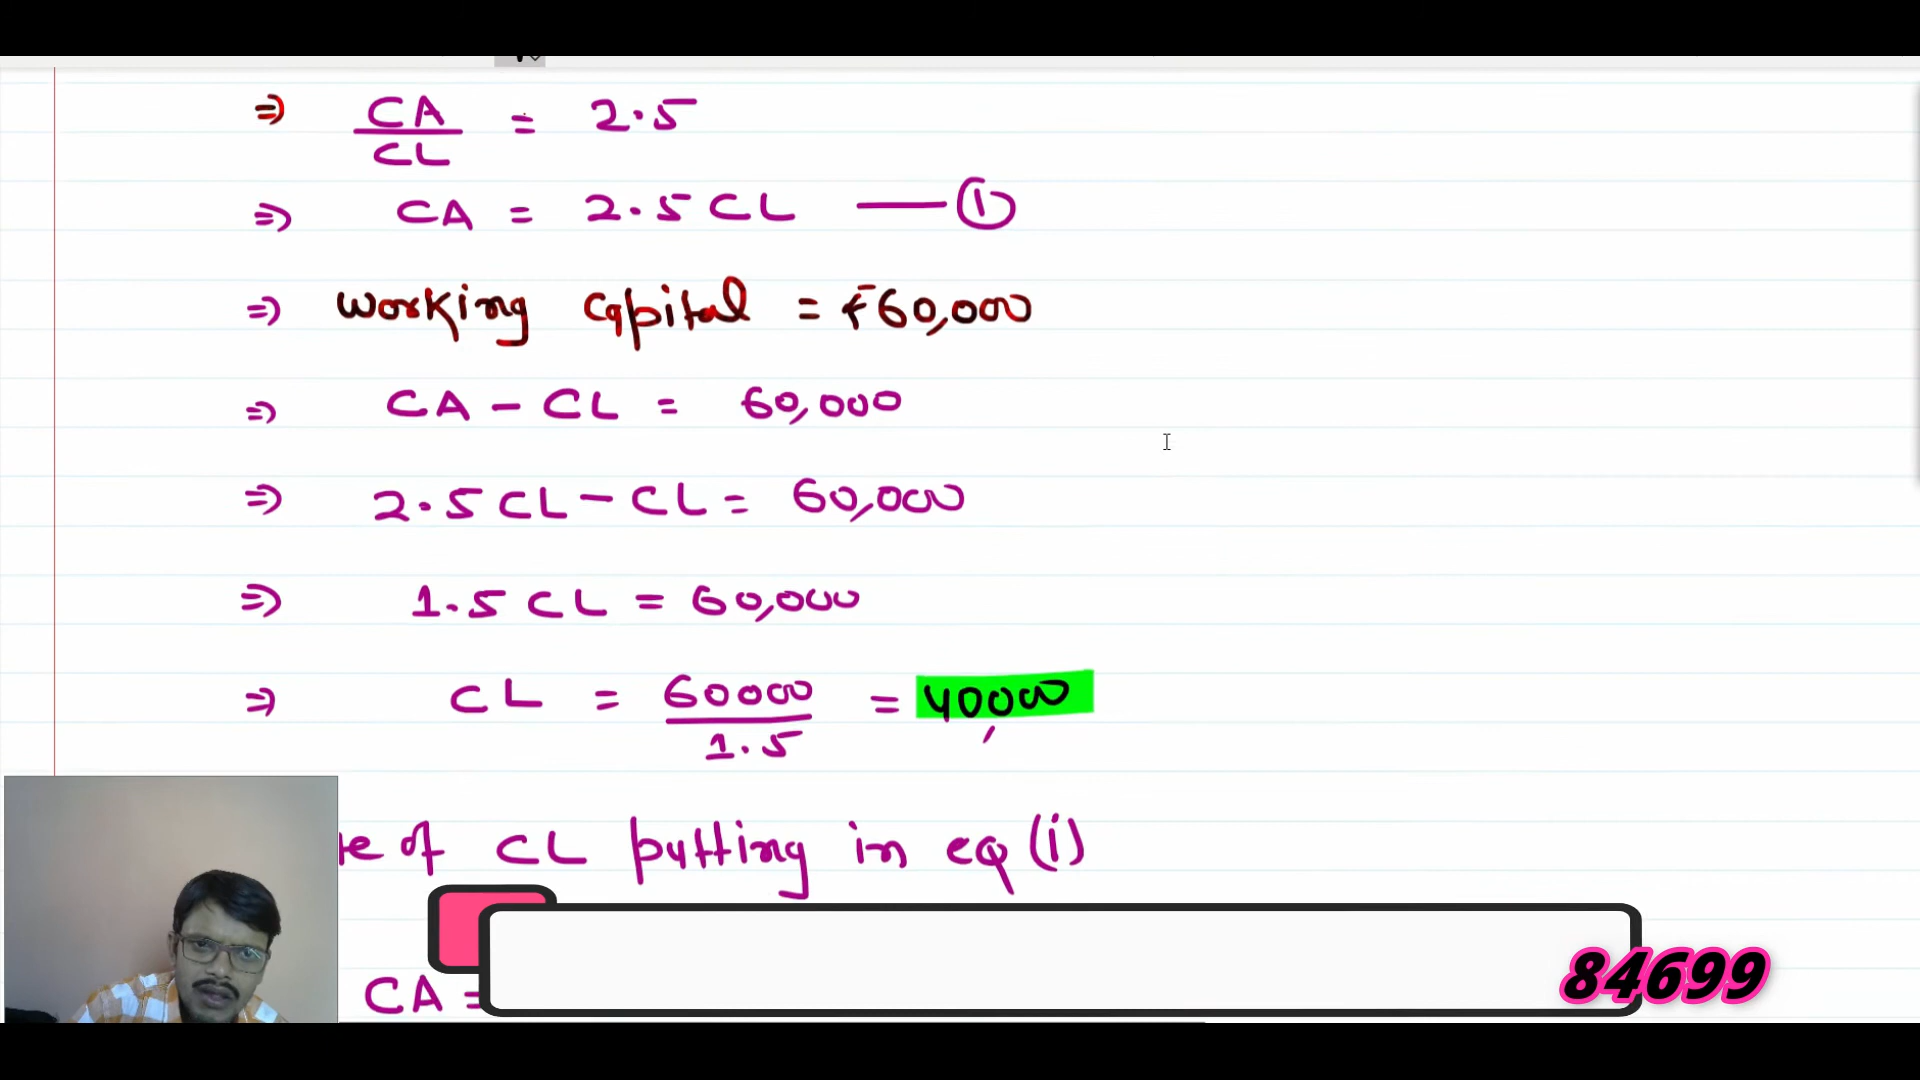 ⇒ CA/CL = 2.5
⇒ CA = 2.5 CL —— ①
⇒ Working Capital = ₹60,000
⇒ CA - CL = 60,000
⇒ 2.5 CL - CL = 60,000
⇒ 1.5 CL = 60,000
⇒ CL = 60000/1.5 = 40,000
of CL putting in eq (i)
CA =
84699